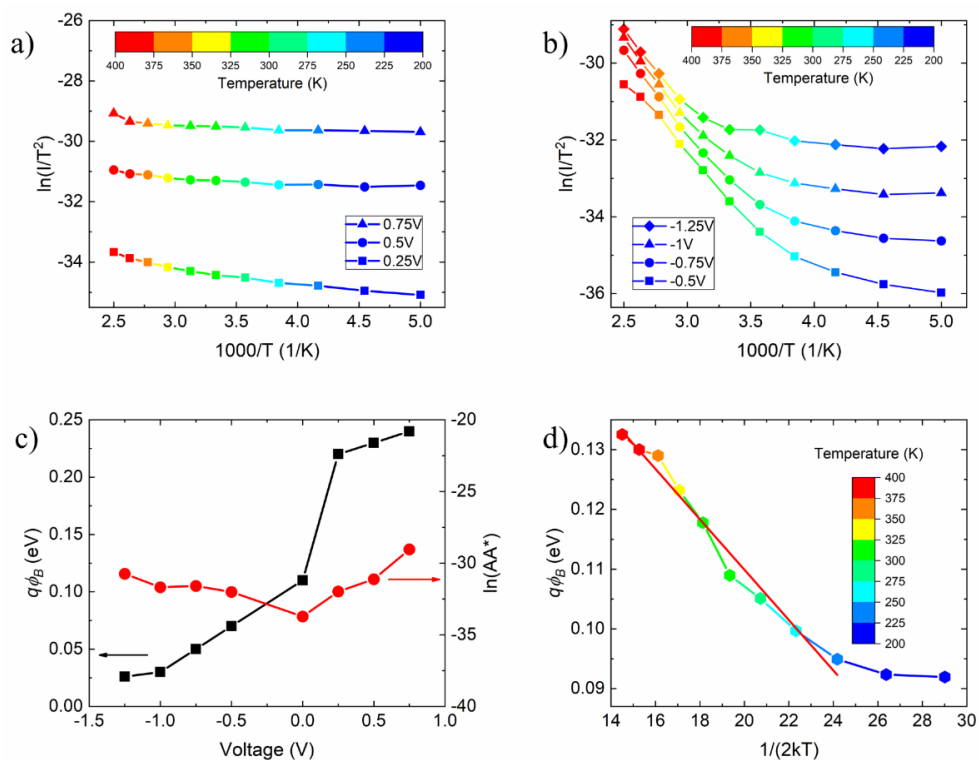 a)
-26
-28
-30
-32
-34
ln(I/T²)
400 375 350 325 300 275 250 225 200
Temperature (K)
0.75V
0.5V
0.25V
2.5 3.0 3.5 4.0 4.5 5.0
1000/T (1/K)
b)
-30
-32
-34
-36
ln(I/T²)
400 375 350 325 300 275 250 225 200
Temperature (K)
-1.25V
-1V
-0.75V
-0.5V
2.5 3.0 3.5 4.0 4.5 5.0
1000/T (1/K)
c)
0.25
0.20
0.15
0.10
0.05
0.00
qϕB (eV)
-20
-25
-30
-35
-40
ln(AA*)
-1.5 -1.0 -0.5 0.0 0.5 1.0
Voltage (V)
d)
0.13
0.12
0.11
0.10
0.09
qϕB (eV)
Temperature (K)
400
375
350
325
300
275
250
225
200
14 16 18 20 22 24 26 28 30
1/(2kT)